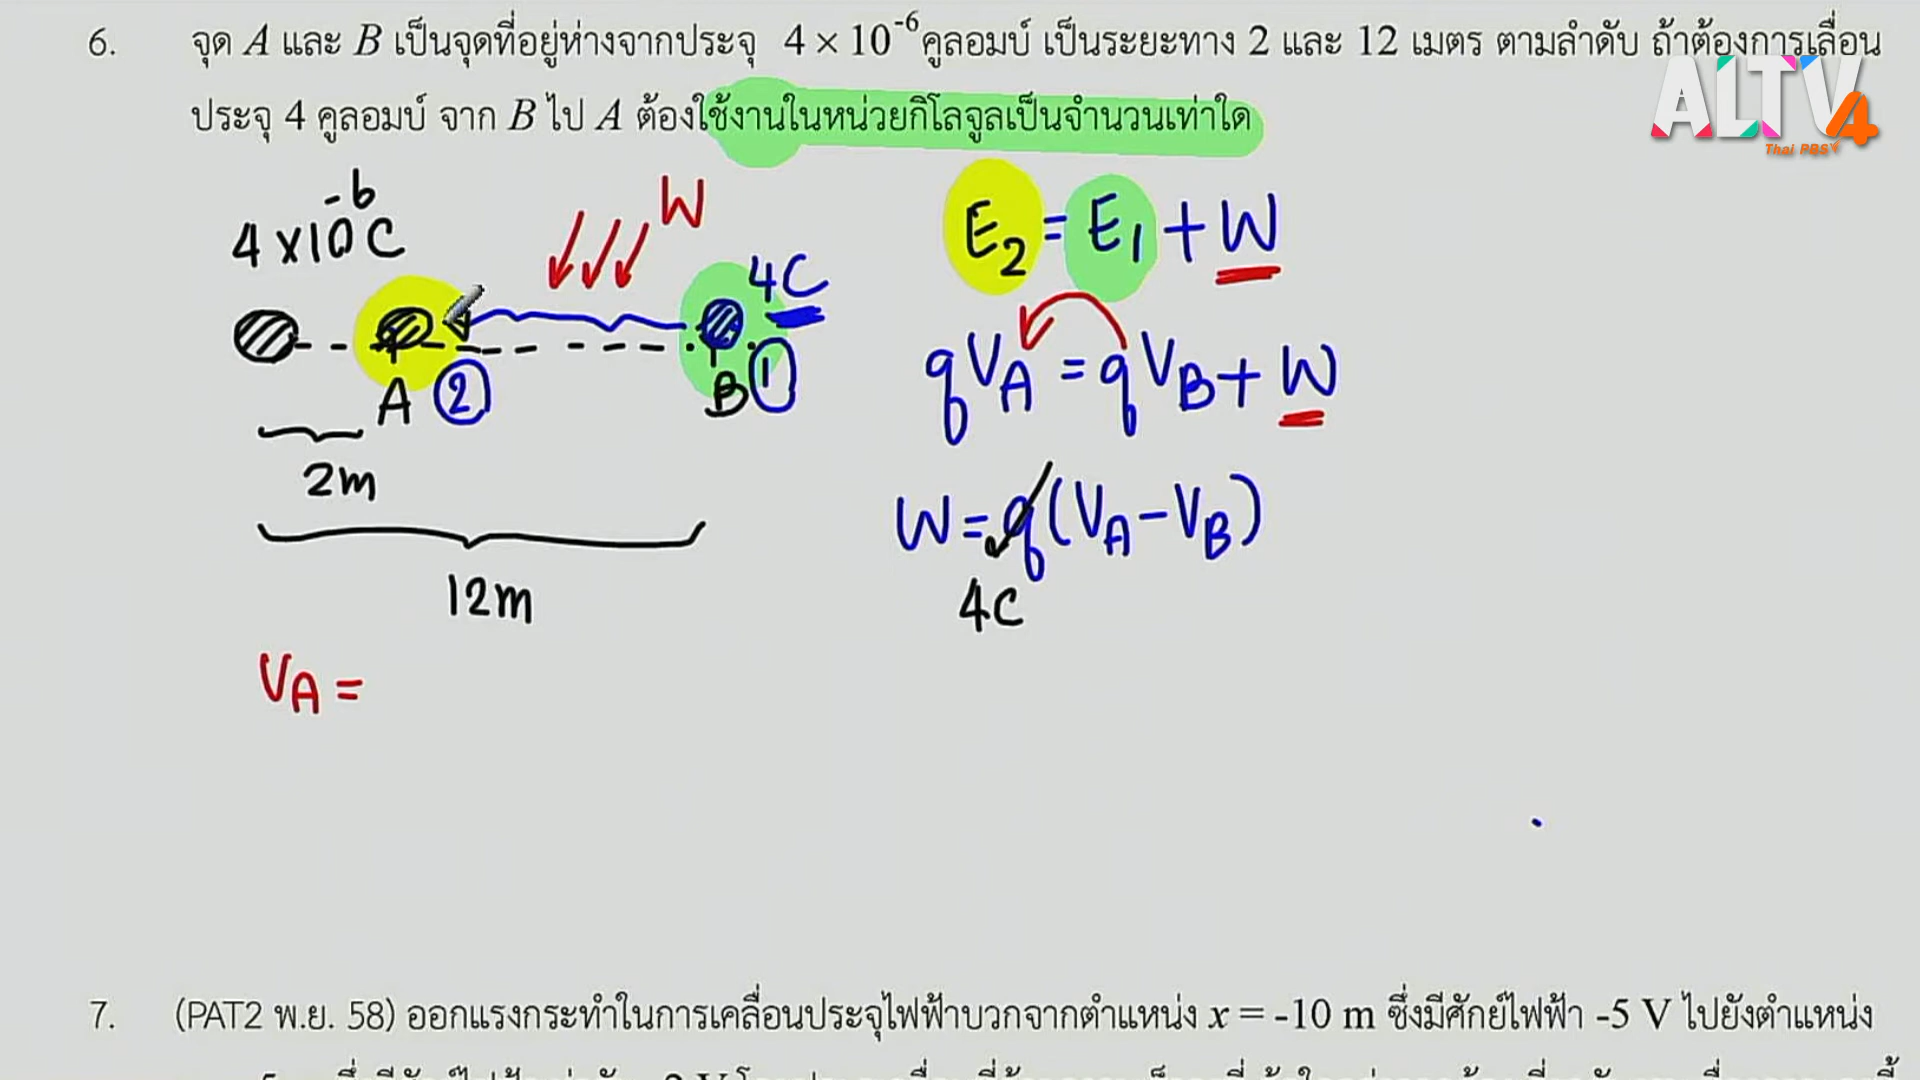 6. จุด A และ B เป็นจุดที่อยู่ห่างจากประจุ 4 × 10⁻⁶ คูลอมบ์ เป็นระยะทาง 2 และ 12 เมตร ตามลำดับ ถ้าต้องการเลื่อน
ประจุ 4 คูลอมบ์ จาก B ไป A ต้องใช้งานในหน่วยกิโลจูลเป็นจำนวนเท่าใด
ALTV4
Thai PBS
4×10⁻⁶ C
W
4C
A ②
B ①
2m
12m
V_A =
E₂ = E₁ + W
qV_A = qV_B + W
W = q(V_A - V_B)
4C
7. (PAT2 พ.ย. 58) ออกแรงกระทำในการเคลื่อนประจุไฟฟ้าบวกจากตำแหน่ง x = -10 m ซึ่งมีศักย์ไฟฟ้า -5 V ไปยังตำแหน่ง